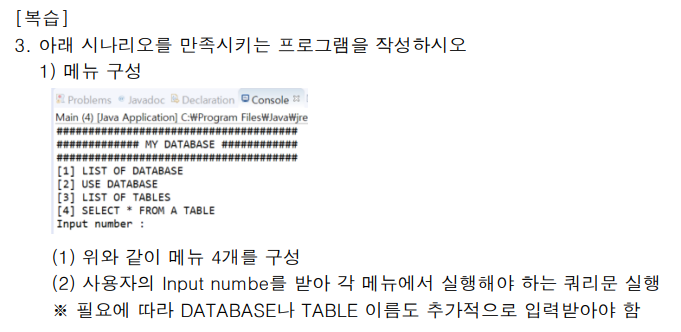 [복습]
3. 아래 시나리오를 만족시키는 프로그램을 작성하시오
1) 메뉴 구성
Problems Javadoc Declaration Console
Main (4) [Java Application] C:₩Program Files₩Java₩jre
######################################
############# MY DATABASE ############
######################################
[1] LIST OF DATABASE
[2] USE DATABASE
[3] LIST OF TABLES
[4] SELECT * FROM A TABLE
Input number :
(1) 위와 같이 메뉴 4개를 구성
(2) 사용자의 Input numbe를 받아 각 메뉴에서 실행해야 하는 쿼리문 실행
※ 필요에 따라 DATABASE나 TABLE 이름도 추가적으로 입력받아야 함